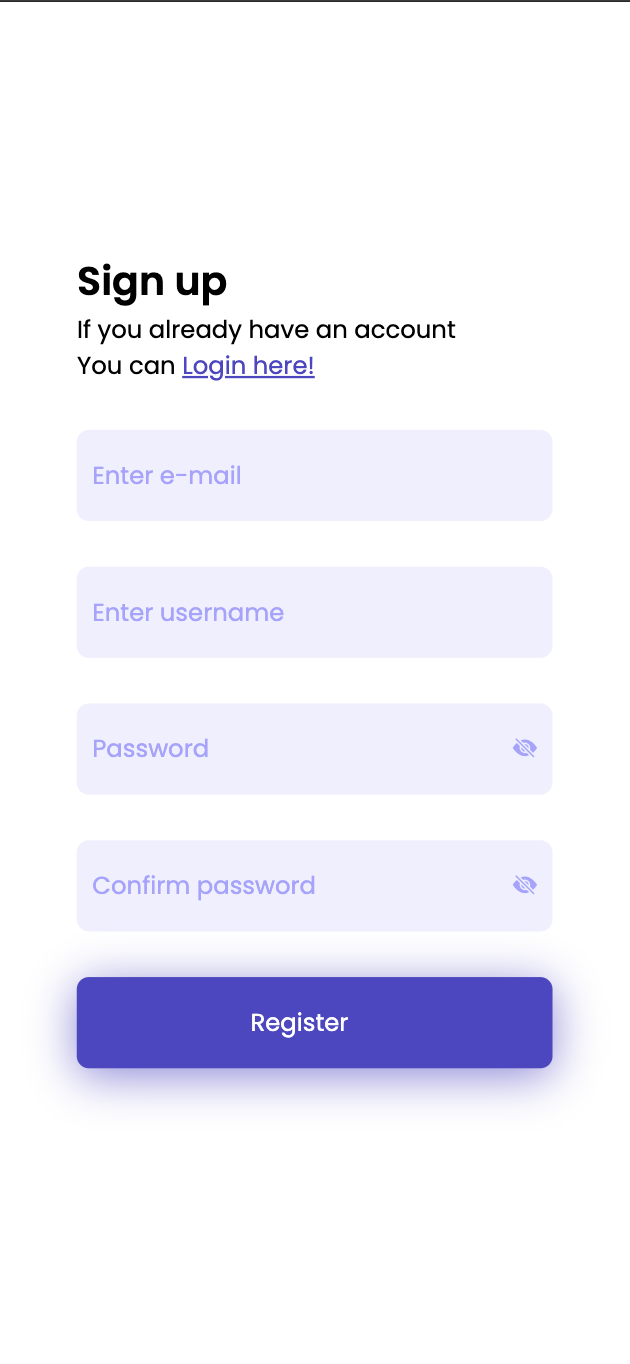 Sign up
If you already have an account
You can Login here!
Enter e-mail
Enter username
Password
Confirm password
Register